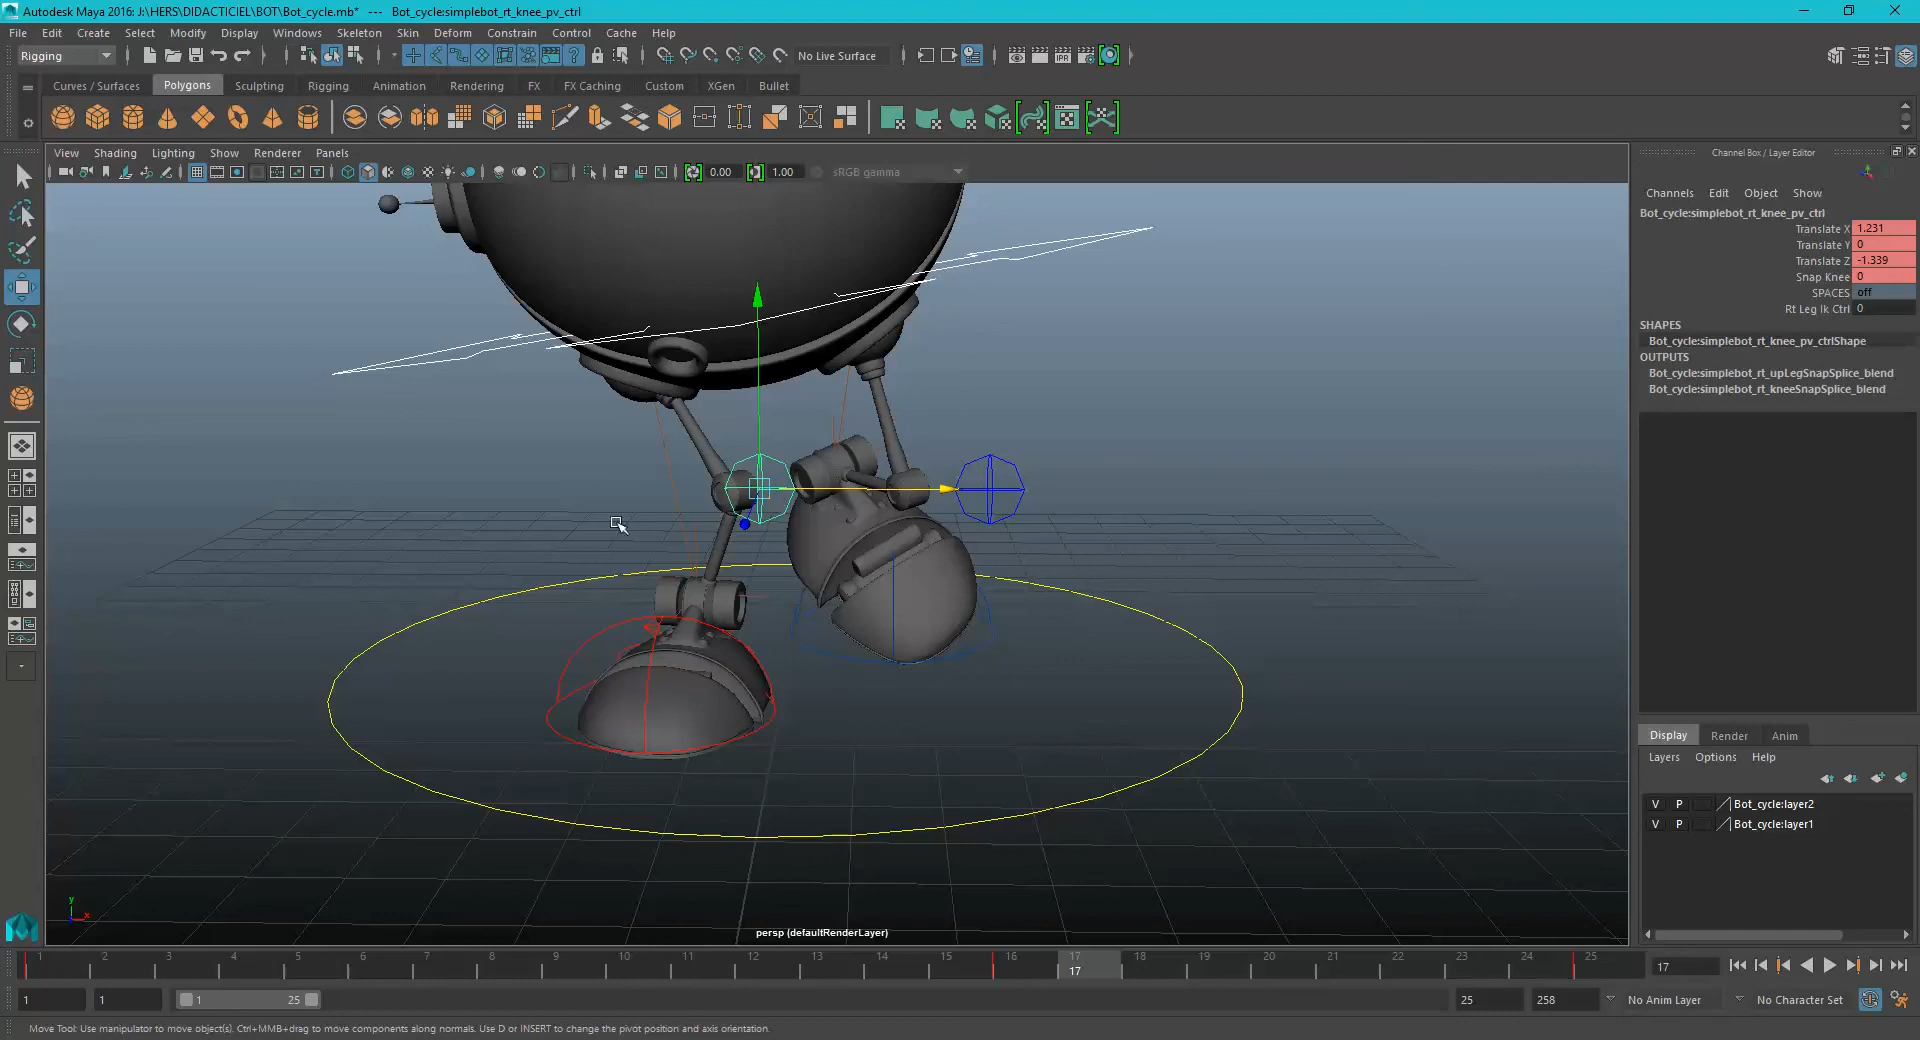 Autodesk Maya 2016: J:\HERS\DIDACTICIEL\BOT\Bot_cycle.mb* --- Bot_cycle:simplebot_rt_knee_pv_ctrl
File Edit Create Select Modify Display Windows Skeleton Skin Deform Constrain Control Cache Help
Rigging No Live Surface IPR
Curves / Surfaces Polygons Sculpting Rigging Animation Rendering FX FX Caching Custom XGen Bullet
View Shading Lighting Show Renderer Panels
0.00 1.00 sRGB gamma
Channel Box / Layer Editor
Channels Edit Object Show
Bot_cycle:simplebot_rt_knee_pv_ctrl
Translate X 1.231
Translate Y 0
Translate Z -1.339
Snap Knee 0
SPACES off
Rt Leg Ik Ctrl 0
SHAPES
Bot_cycle:simplebot_rt_knee_pv_ctrlShape
OUTPUTS
Bot_cycle:simplebot_rt_upLegSnapSplice_blend
Bot_cycle:simplebot_rt_kneeSnapSplice_blend
Display Render Anim
Layers Options Help
V P Bot_cycle:layer2
V P Bot_cycle:layer1
y
x
persp (defaultRenderLayer)
1 2 3 4 5 6 7 8 9 10 11 12 13 14 15 16 17 18 19 20 21 22 23 24 25
17 17
1 1 1 25 25 258 No Anim Layer No Character Set
Move Tool: Use manipulator to move object(s). Ctrl+MMB+drag to move components along normals. Use D or INSERT to change the pivot position and axis orientation.